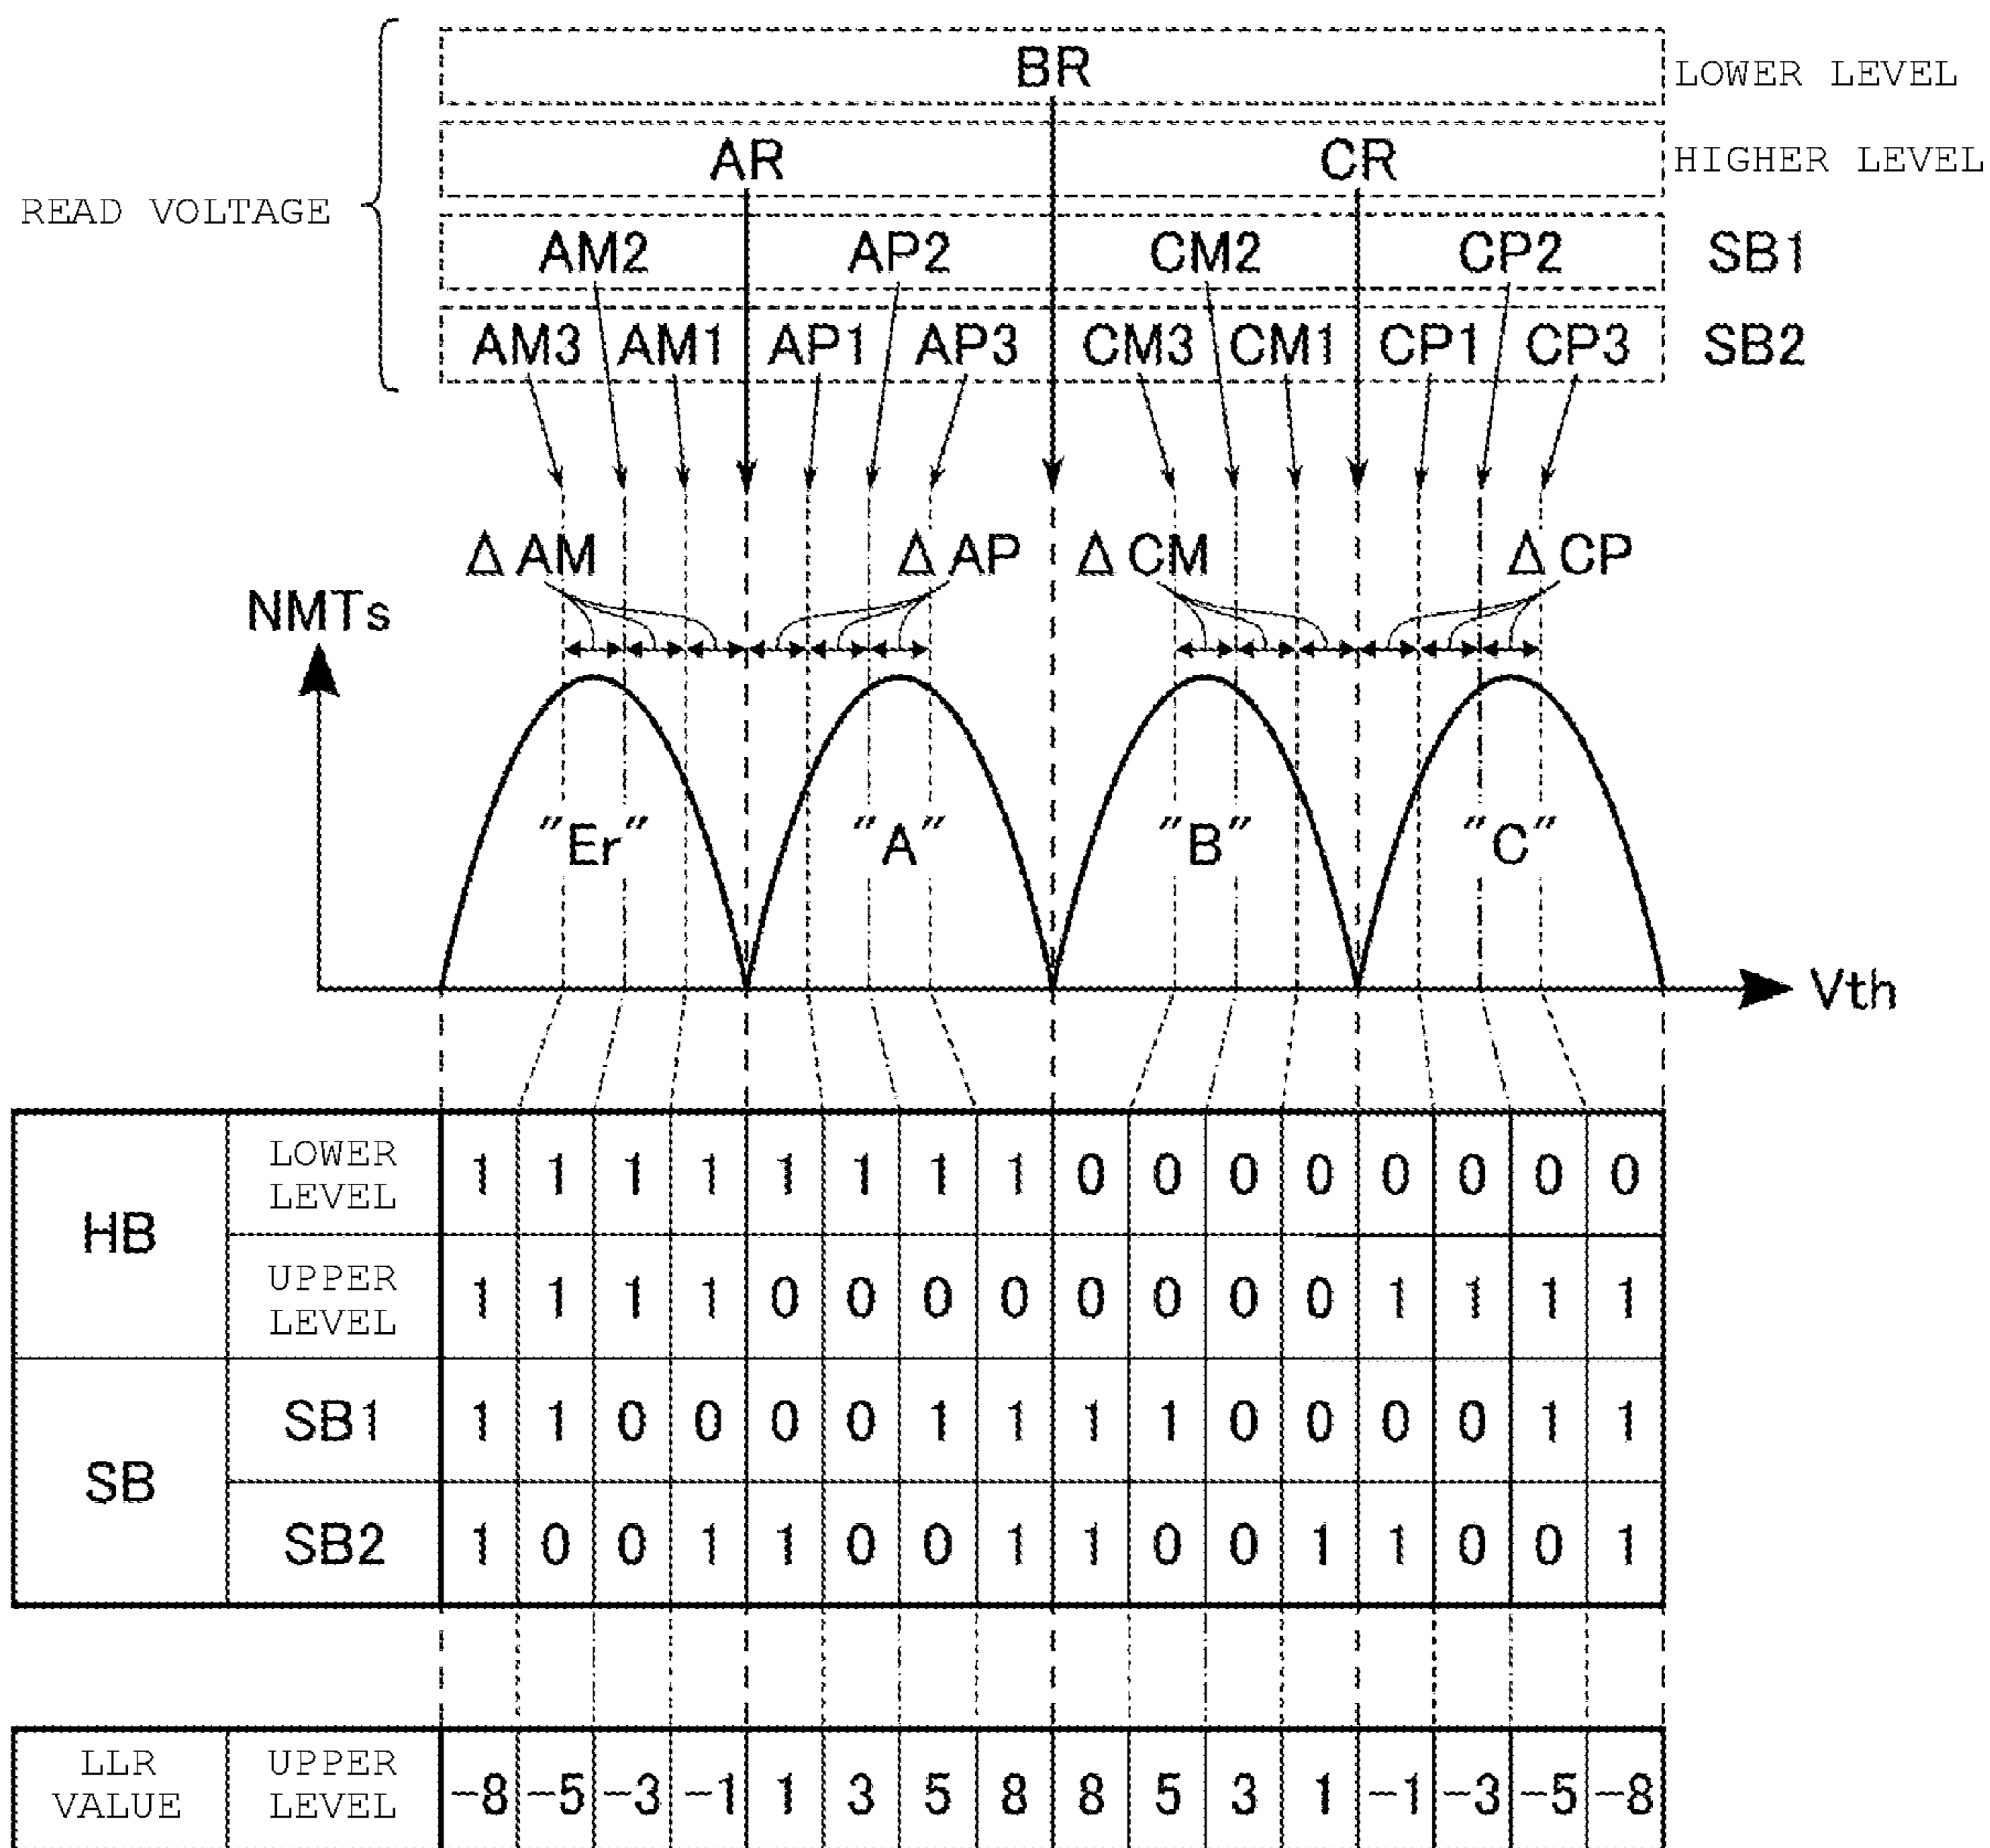 BR LOWER LEVEL
AR CR HIGHER LEVEL
READ VOLTAGE
AM2 AP2 CM2 CP2 SB1
AM3 AM1 AP1 AP3 CM3 CM1 CP1 CP3 SB2
ΔAM ΔAP ΔCM ΔCP
NMTs
"Er" "A" "B" "C"
Vth
HB
LOWER LEVEL 1 1 1 1 1 1 1 1 0 0 0 0 0 0 0 0
UPPER LEVEL 1 1 1 1 0 0 0 0 0 0 0 0 1 1 1 1
SB
SB1 1 1 0 0 0 0 1 1 1 1 0 0 0 0 1 1
SB2 1 0 0 1 1 0 0 1 1 0 0 1 1 0 0 1
LLR VALUE UPPER LEVEL -8 -5 -3 -1 1 3 5 8 8 5 3 1 -1 -3 -5 -8